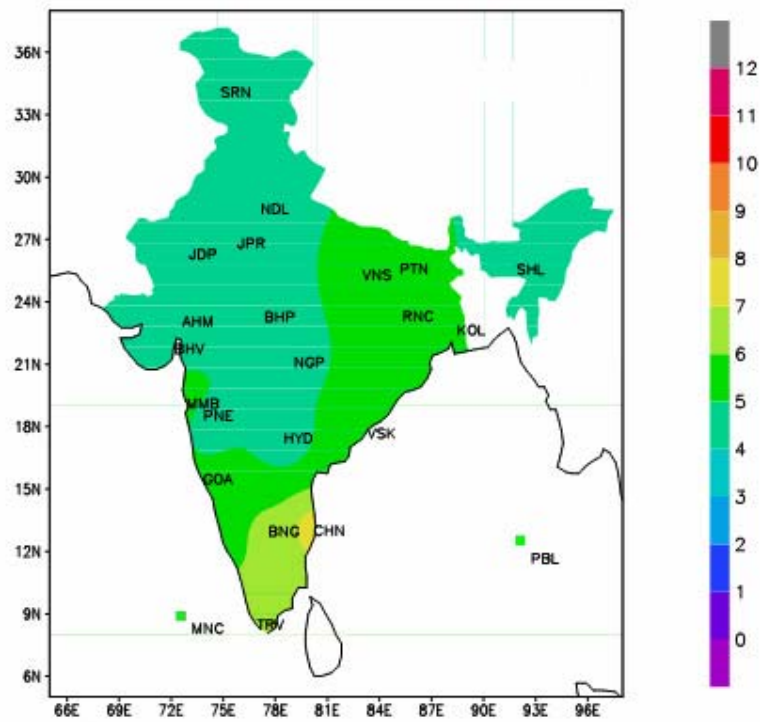 36N
33N
30N
27N
24N
21N
18N
15N
12N
9N
6N
SRN
NDL
JPR
JDP
VNS
PTN
SHL
AHM
BHP
RNC
KOL
BHV
NGP
MMB
PNE
HYD
VSK
GOA
BNG
CHN
PBL
MNC
TRV
66E 69E 72E 75E 78E 81E 84E 87E 90E 93E 96E
12
11
10
9
8
7
6
5
4
3
2
1
0